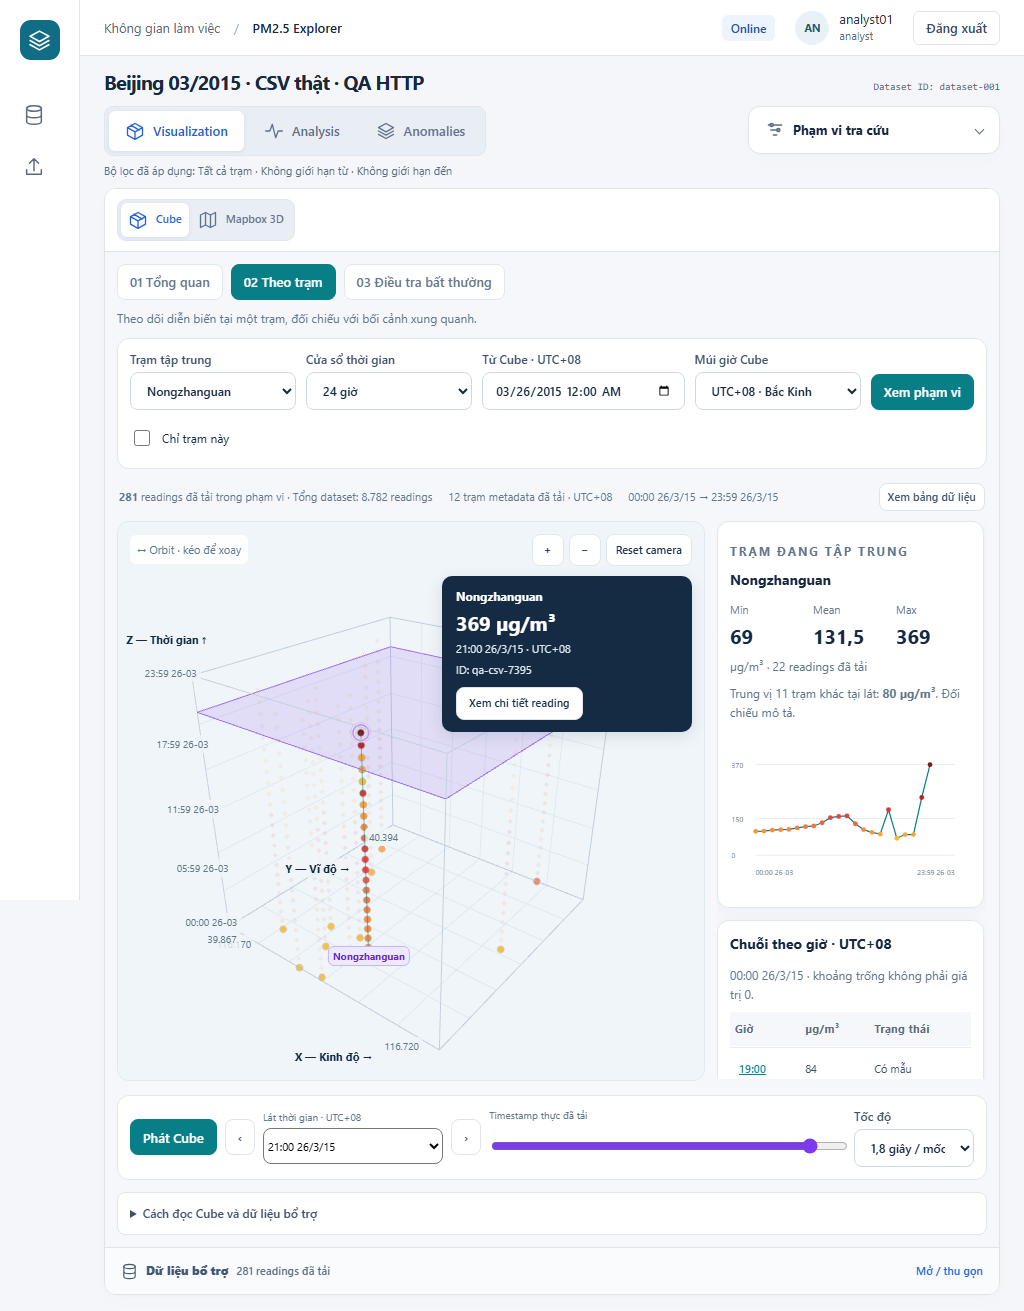 Không gian làm việc / PM2.5 Explorer
Online
AN
analyst01
analyst
Đăng xuất
Beijing 03/2015 · CSV thật · QA HTTP
Dataset ID: dataset-001
Visualization
Analysis
Anomalies
Phạm vi tra cứu
Bộ lọc đã áp dụng: Tất cả trạm · Không giới hạn từ · Không giới hạn đến
Cube
Mapbox 3D
01 Tổng quan
02 Theo trạm
03 Điều tra bất thường
Theo dõi diễn biến tại một trạm, đối chiếu với bối cảnh xung quanh.
Trạm tập trung
Cửa sổ thời gian
Từ Cube · UTC+08
Múi giờ Cube
Nongzhanguan
24 giờ
03/26/2015 12:00 AM
UTC+08 · Bắc Kinh
Xem phạm vi
Chỉ trạm này
281 readings đã tải trong phạm vi · Tổng dataset: 8.782 readings
12 trạm metadata đã tải · UTC+08
00:00 26/3/15 → 23:59 26/3/15
Xem bảng dữ liệu
↔ Orbit · kéo để xoay
+
−
Reset camera
Nongzhanguan
369 µg/m³
21:00 26/3/15 · UTC+08
ID: qa-csv-7395
Xem chi tiết reading
Z — Thời gian ↑
23:59 26-03
17:59 26-03
11:59 26-03
05:59 26-03
00:00 26-03
40.394
Y — Vĩ độ →
39.867
Nongzhanguan
116.720
X — Kinh độ →
TRẠM ĐANG TẬP TRUNG
Nongzhanguan
Min
Mean
Max
69
131,5
369
µg/m³ · 22 readings đã tải
Trung vị 11 trạm khác tại lát: 80 µg/m³. Đối
chiếu mô tả.
370
150
0
00:00 26-03
23:59 26-03
Chuỗi theo giờ · UTC+08
00:00 26/3/15 · khoảng trống không phải giá
trị 0.
Giờ
µg/m³
Trạng thái
19:00
84
Có mẫu
Phát Cube
‹
Lát thời gian · UTC+08
21:00 26/3/15
›
Timestamp thực đã tải
Tốc độ
1,8 giây / mốc
Cách đọc Cube và dữ liệu bổ trợ
Dữ liệu bổ trợ
281 readings đã tải
Mở / thu gọn